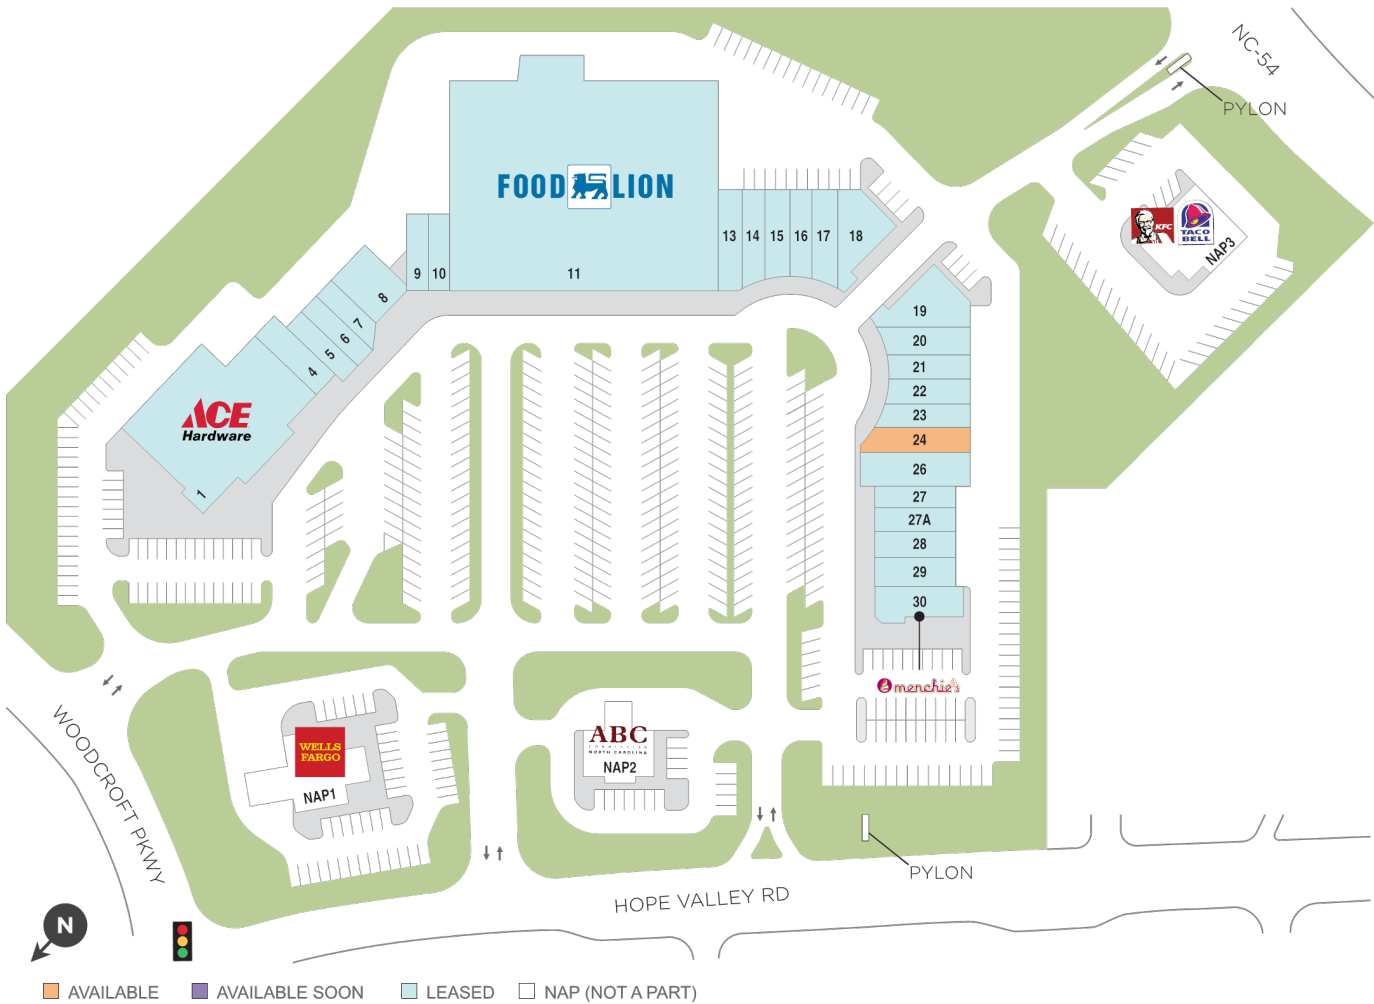 NC-54
PYLON
FOOD LION
KFC
TACO
BELL
NAP3
13 14 15 16 17 18
9 10 11
8
7
6
5
4
ACE
Hardware
1
19
20
21
22
23
24
26
27
27A
28
29
30
menchie's
WELLS
FARGO
NAP1
ABC
COMMISSION
NORTH CAROLINA
NAP2
WOODCROFT PKWY
PYLON
HOPE VALLEY RD
N
AVAILABLE
AVAILABLE SOON
LEASED
NAP (NOT A PART)